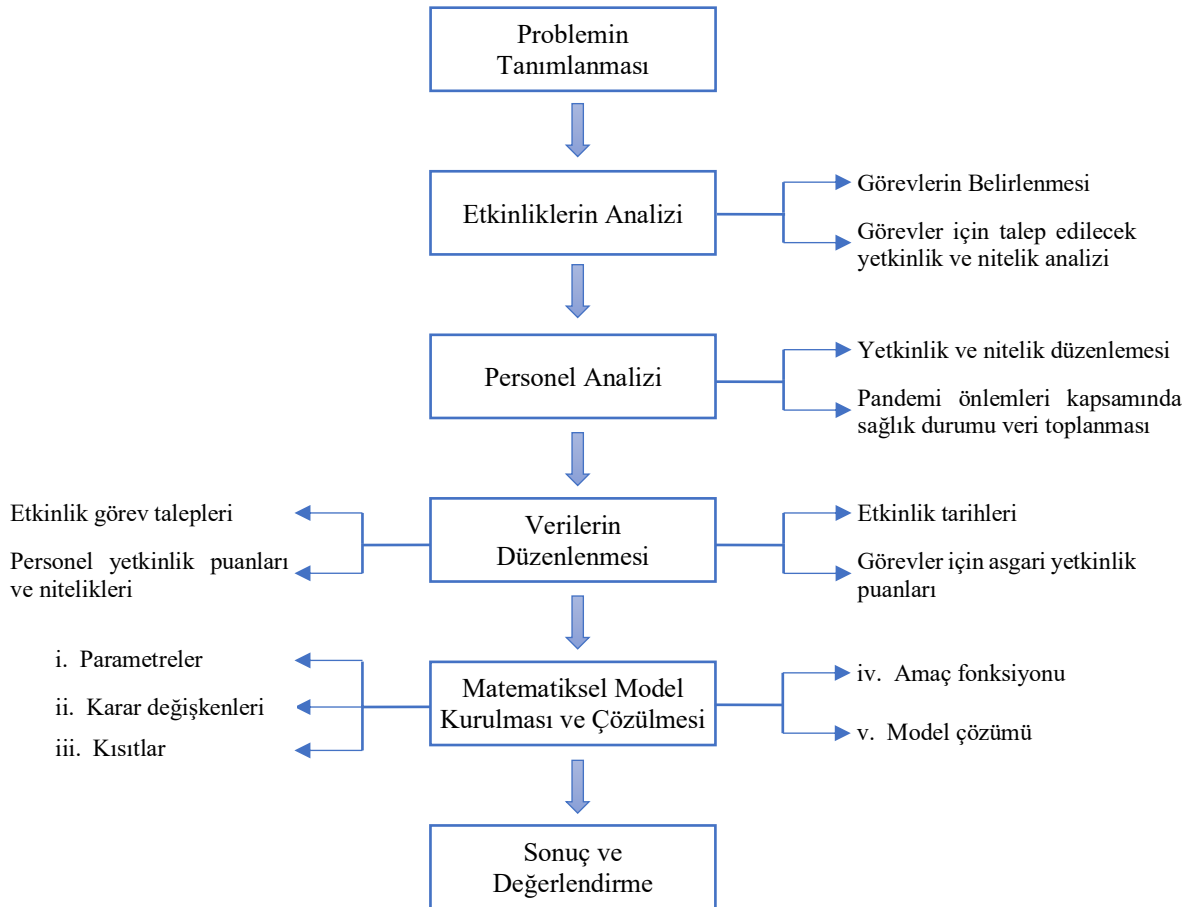 Problemin
Tanımlanması
Etkinliklerin Analizi
Görevlerin Belirlenmesi
Görevler için talep edilecek
yetkinlik ve nitelik analizi
Personel Analizi
Yetkinlik ve nitelik düzenlemesi
Pandemi önlemleri kapsamında
sağlık durumu veri toplanması
Etkinlik görev talepleri
Personel yetkinlik puanları
ve nitelikleri
Verilerin
Düzenlenmesi
Etkinlik tarihleri
Görevler için asgari yetkinlik
puanları
i. Parametreler
ii. Karar değişkenleri
iii. Kısıtlar
Matematiksel Model
Kurulması ve Çözülmesi
iv. Amaç fonksiyonu
v. Model çözümü
Sonuç ve
Değerlendirme